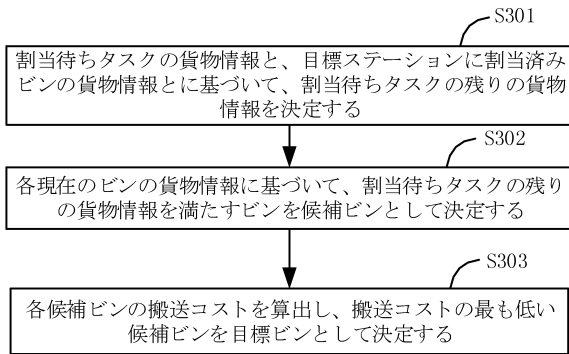 S301
割当待ちタスクの貨物情報と、目標ステーションに割当済み
ビンの貨物情報とに基づいて、割当待ちタスクの残りの貨物
情報を決定する
S302
各現在のビンの貨物情報に基づいて、割当待ちタスクの残り
の貨物情報を満たすビンを候補ビンとして決定する
S303
各候補ビンの搬送コストを算出し、搬送コストの最も低い
候補ビンを目標ビンとして決定する